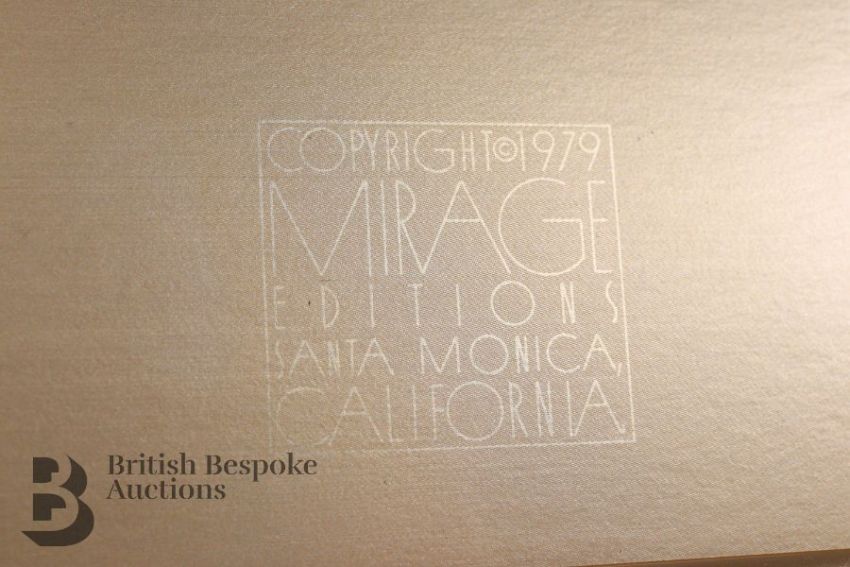 COPYRIGHT©1979
MIRAGE
EDITIONS
SANTA MONICA,
CALIFORNIA.
British Bespoke
Auctions